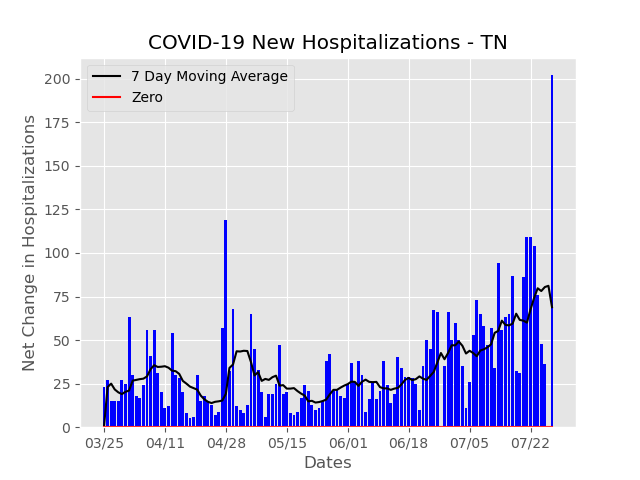 COVID-19 New Hospitalizations - TN
7 Day Moving Average
Zero
Net Change in Hospitalizations
200
175
150
125
100
75
50
25
0
03/25 04/11 04/28 05/15 06/01 06/18 07/05 07/22
Dates